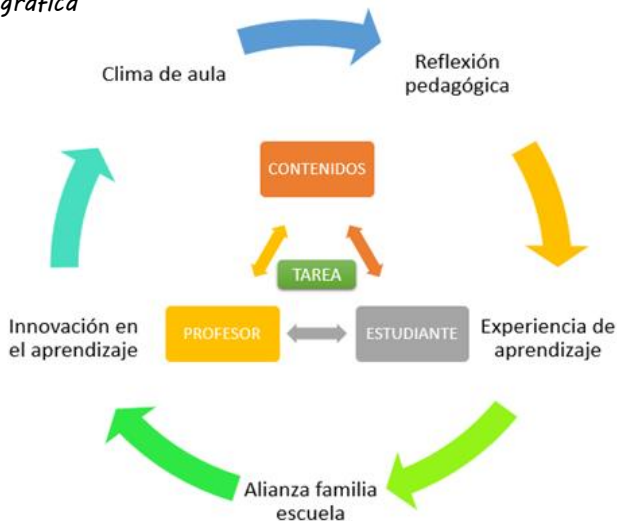 gráfica
Clima de aula
Reflexión
pedagógica
CONTENIDOS
TAREA
PROFESOR
ESTUDIANTE
Innovación en
el aprendizaje
Experiencia de
aprendizaje
Alianza familia
escuela